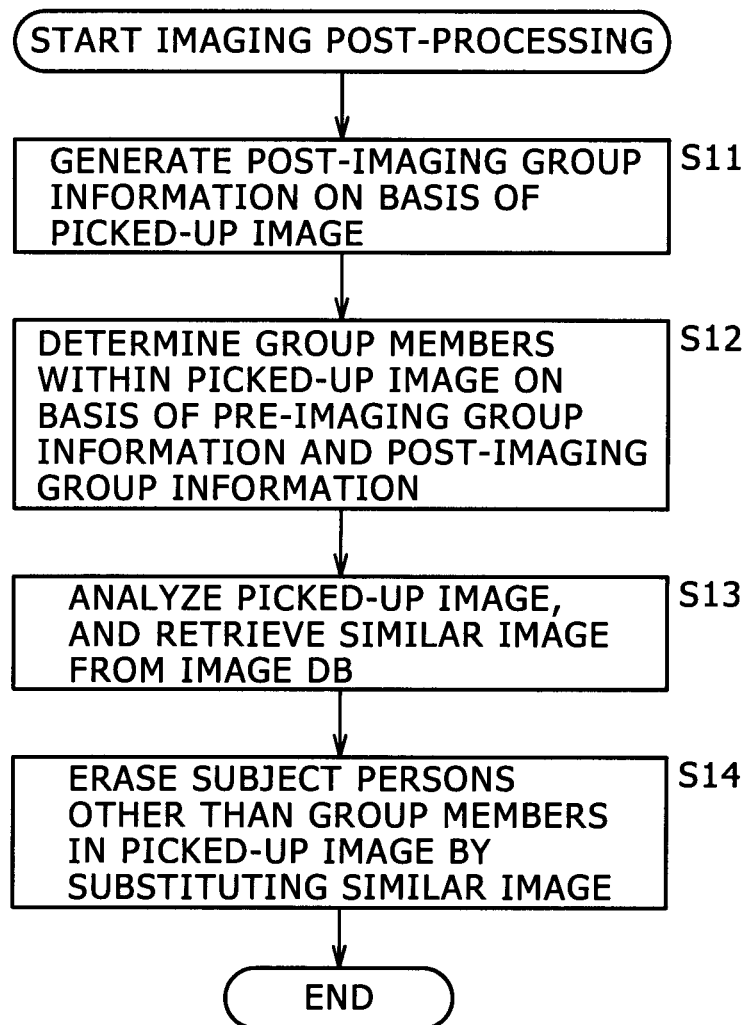 START IMAGING POST-PROCESSING
GENERATE POST-IMAGING GROUP
INFORMATION ON BASIS OF
PICKED-UP IMAGE
S11
DETERMINE GROUP MEMBERS
WITHIN PICKED-UP IMAGE ON
BASIS OF PRE-IMAGING GROUP
INFORMATION AND POST-IMAGING
GROUP INFORMATION
S12
ANALYZE PICKED-UP IMAGE,
AND RETRIEVE SIMILAR IMAGE
FROM IMAGE DB
S13
ERASE SUBJECT PERSONS
OTHER THAN GROUP MEMBERS
IN PICKED-UP IMAGE BY
SUBSTITUTING SIMILAR IMAGE
S14
END